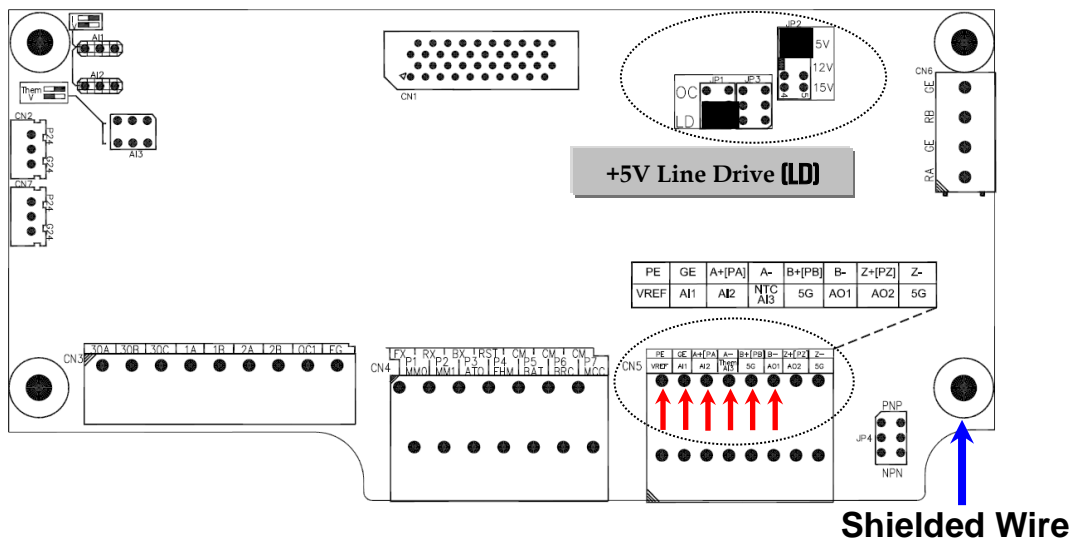 I
V
AI1
AI2
Them
V
AI3
CN2
P24
G24
CN7
P24
G24
CN1
JP2
5V
12V
15V
4 5
JP1 JP3
OC
LD
+5V Line Drive (LD)
CN6
GE
RB
GE
RA
PE GE A+[PA] A- B+[PB] B- Z+[PZ] Z-
VREF AI1 AI2 NTC AI3 5G AO1 AO2 5G
CN3
30A 30B 30C 1A 1B 2A 2B OC1 EG
CN4
FX RX BX RST CM CM CM
P1 P2 P3 P4 P5 P6 P7
MM0 MM1 ATO EHM BAT BRC MCC
CN5
PE GE A+[PA] A- B+[PB] B- Z+[PZ] Z-
VREF AI1 AI2 Them AI3 5G AO1 AO2 5G
PNP
JP4
NPN
Shielded Wire